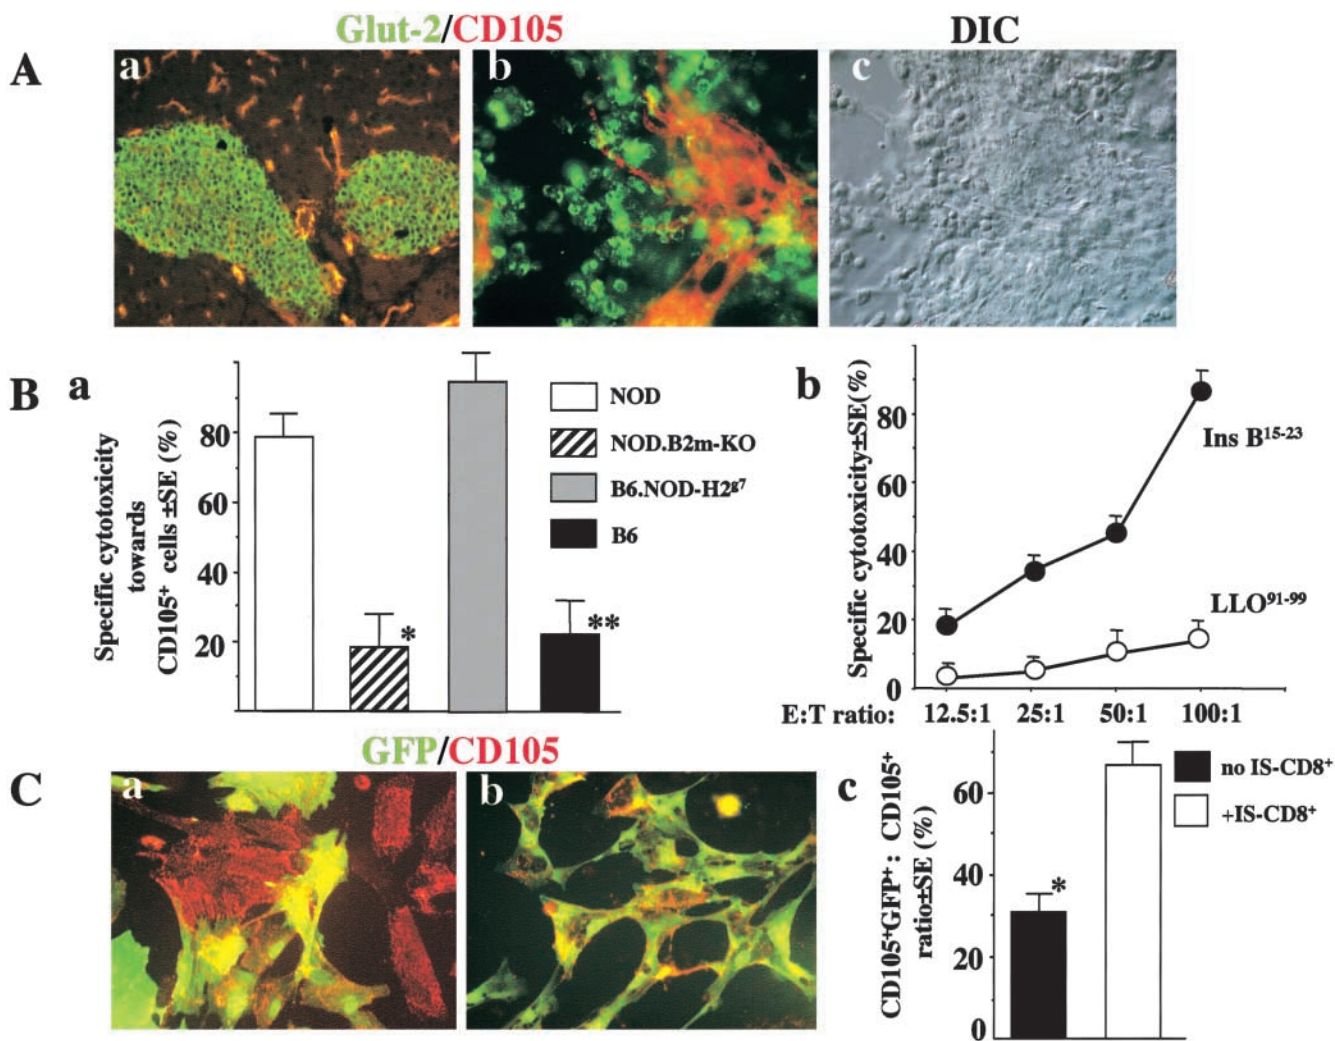 Glut-2/CD105
DIC
A
a
b
c
B
a
Specific cytotoxicity
towards
CD105⁺ cells ±SE (%)
80
60
40
20
NOD
NOD.B2m-KO
B6.NOD-H2ᵍ⁷
B6
*
**
b
Specific cytotoxicity±SE(%)
80
60
40
20
0
Ins B¹⁵⁻²³
LLO⁹¹⁻⁹⁹
E:T ratio:
12.5:1
25:1
50:1
100:1
GFP/CD105
C
a
b
c
CD105⁺GFP⁺: CD105⁺
ratio±SE (%)
60
40
20
0
*
no IS-CD8⁺
+IS-CD8⁺